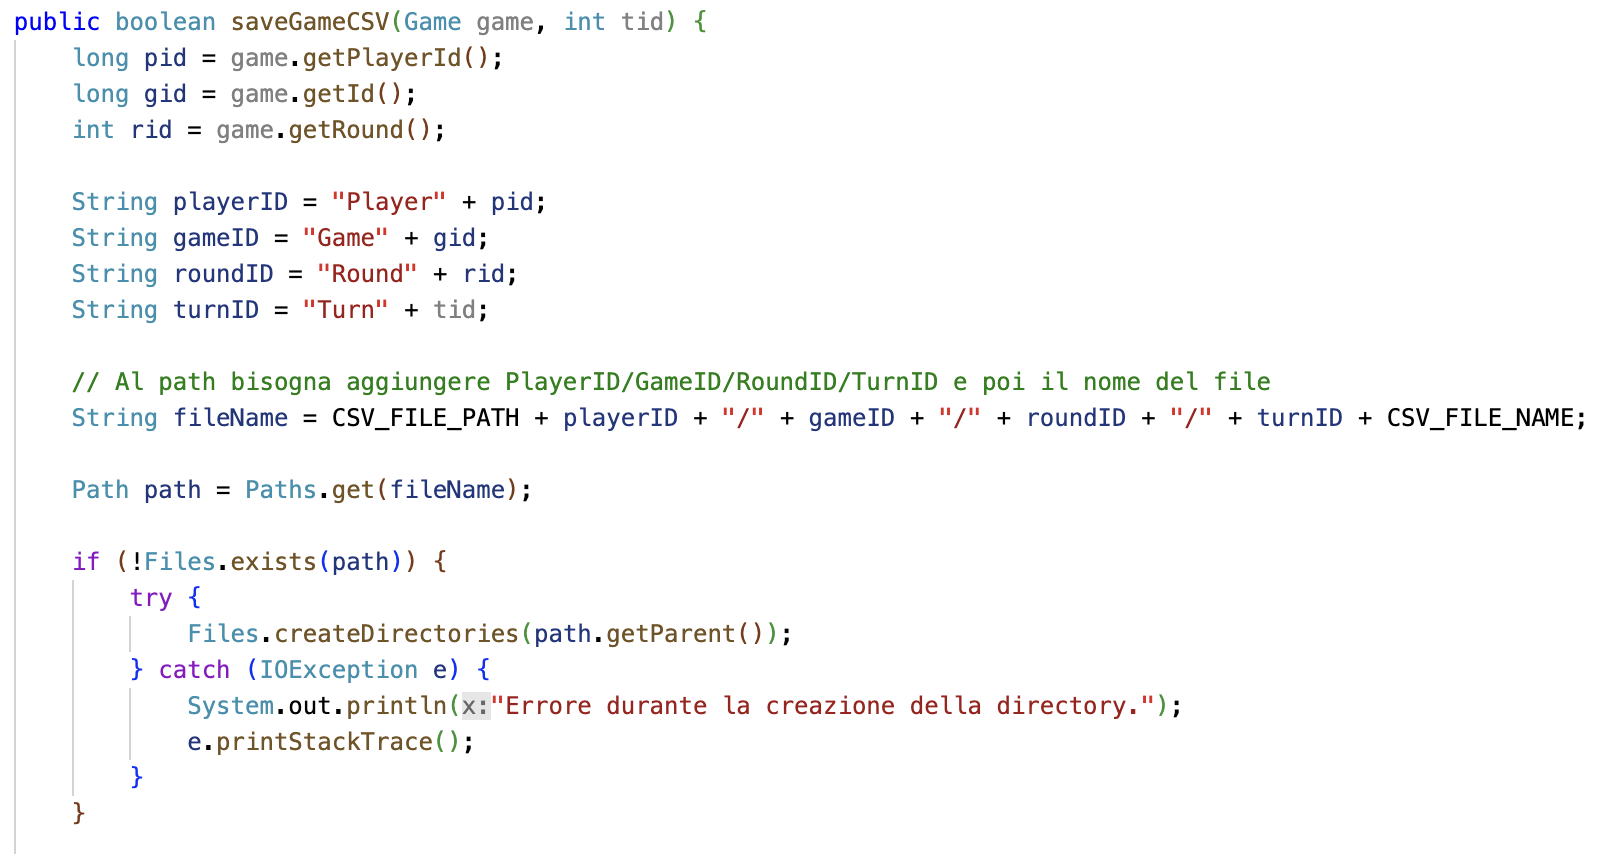 public boolean saveGameCSV(Game game, int tid) {
    long pid = game.getPlayerId();
    long gid = game.getId();
    int rid = game.getRound();

    String playerID = "Player" + pid;
    String gameID = "Game" + gid;
    String roundID = "Round" + rid;
    String turnID = "Turn" + tid;

    // Al path bisogna aggiungere PlayerID/GameID/RoundID/TurnID e poi il nome del file
    String fileName = CSV_FILE_PATH + playerID + "/" + gameID + "/" + roundID + "/" + turnID + CSV_FILE_NAME;

    Path path = Paths.get(fileName);

    if (!Files.exists(path)) {
        try {
            Files.createDirectories(path.getParent());
        } catch (IOException e) {
            System.out.println(x:"Errore durante la creazione della directory.");
            e.printStackTrace();
        }
    }